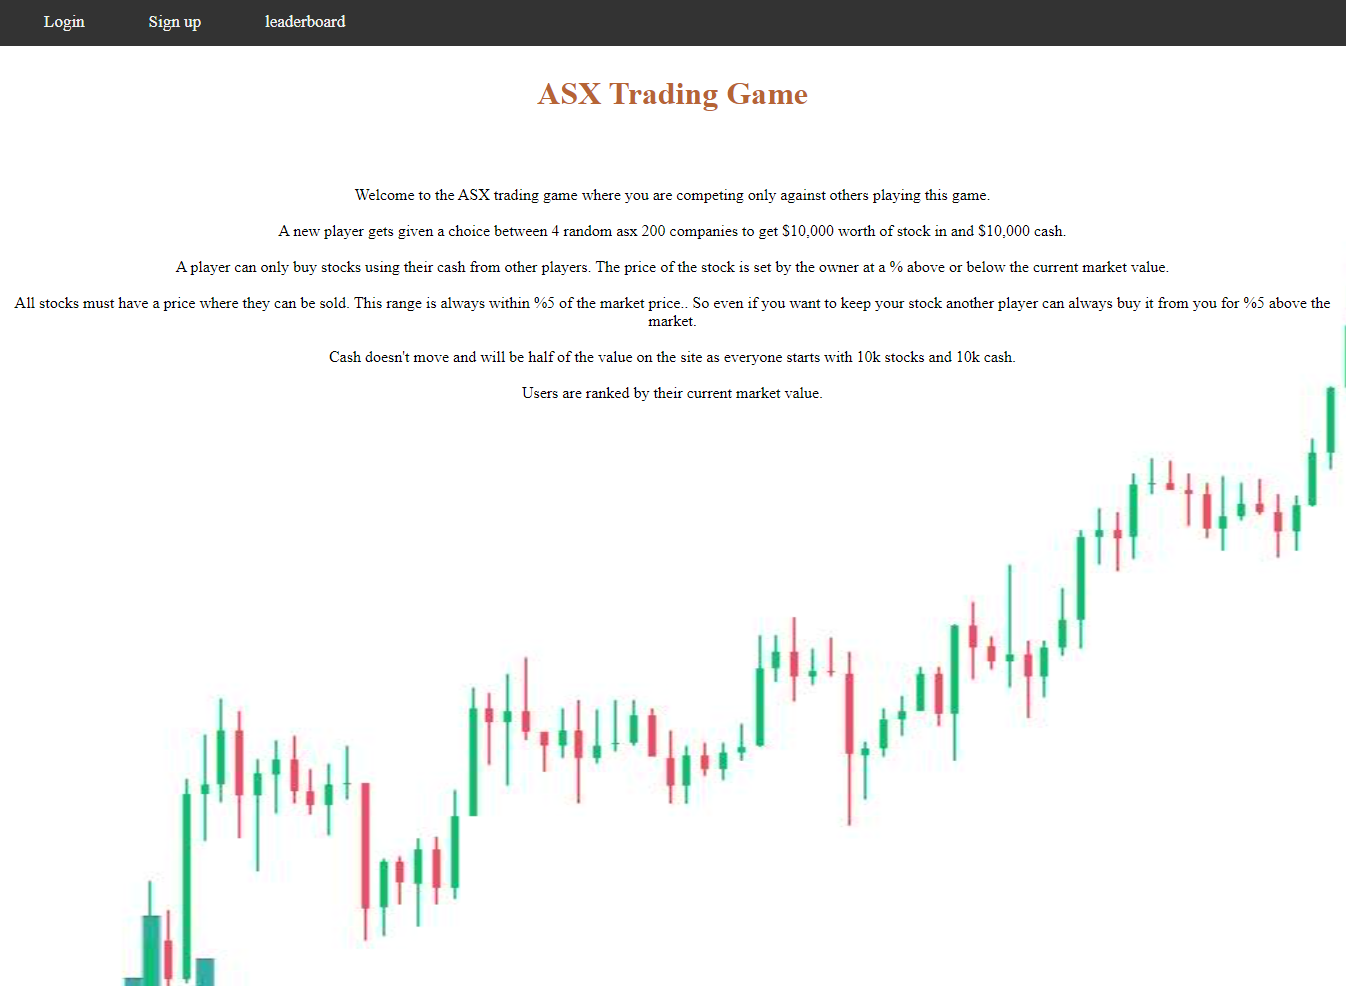 Login Sign up leaderboard
ASX Trading Game
Welcome to the ASX trading game where you are competing only against others playing this game.
A new player gets given a choice between 4 random asx 200 companies to get $10,000 worth of stock in and $10,000 cash.
A player can only buy stocks using their cash from other players. The price of the stock is set by the owner at a % above or below the current market value.
All stocks must have a price where they can be sold. This range is always within %5 of the market price.. So even if you want to keep your stock another player can always buy it from you for %5 above the
market.
Cash doesn't move and will be half of the value on the site as everyone starts with 10k stocks and 10k cash.
Users are ranked by their current market value.